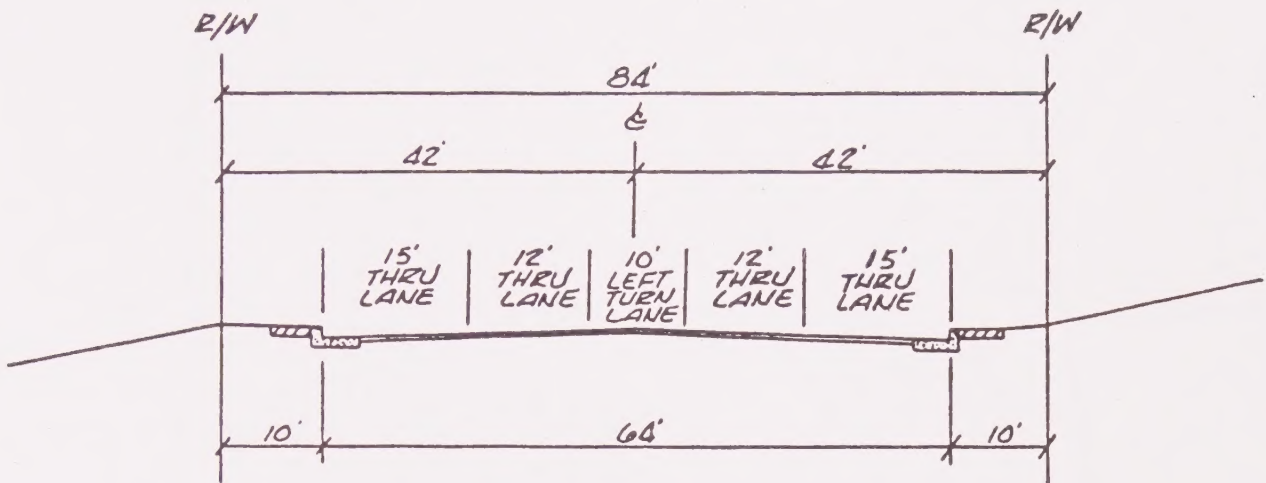 R/W
R/W
84'
℄
42'
42'
15'
THRU
LANE
12'
THRU
LANE
10'
LEFT
TURN
LANE
12'
THRU
LANE
15'
THRU
LANE
10'
64'
10'